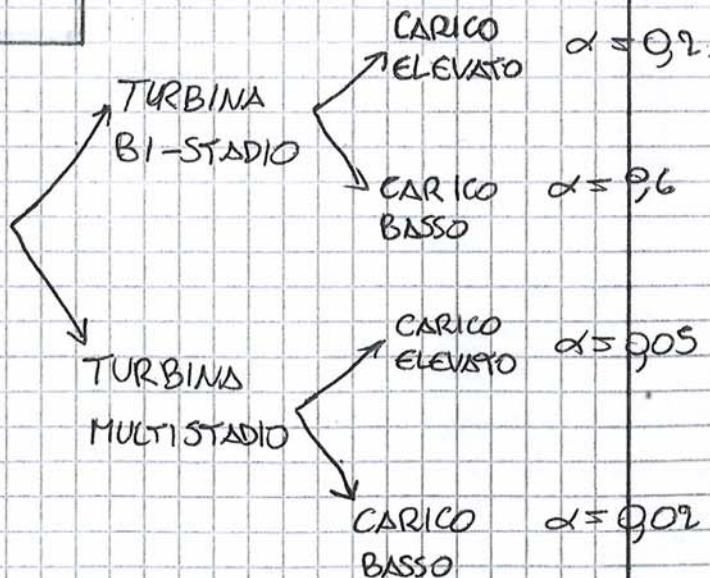 CARICO
ELEVATO α = 0,2
TURBINA
BI-STADIO
CARICO α = 0,6
BASSO
CARICO
ELEVATO α = 0,05
TURBINA
MULTISTADIO
CARICO α = 0,02
BASSO